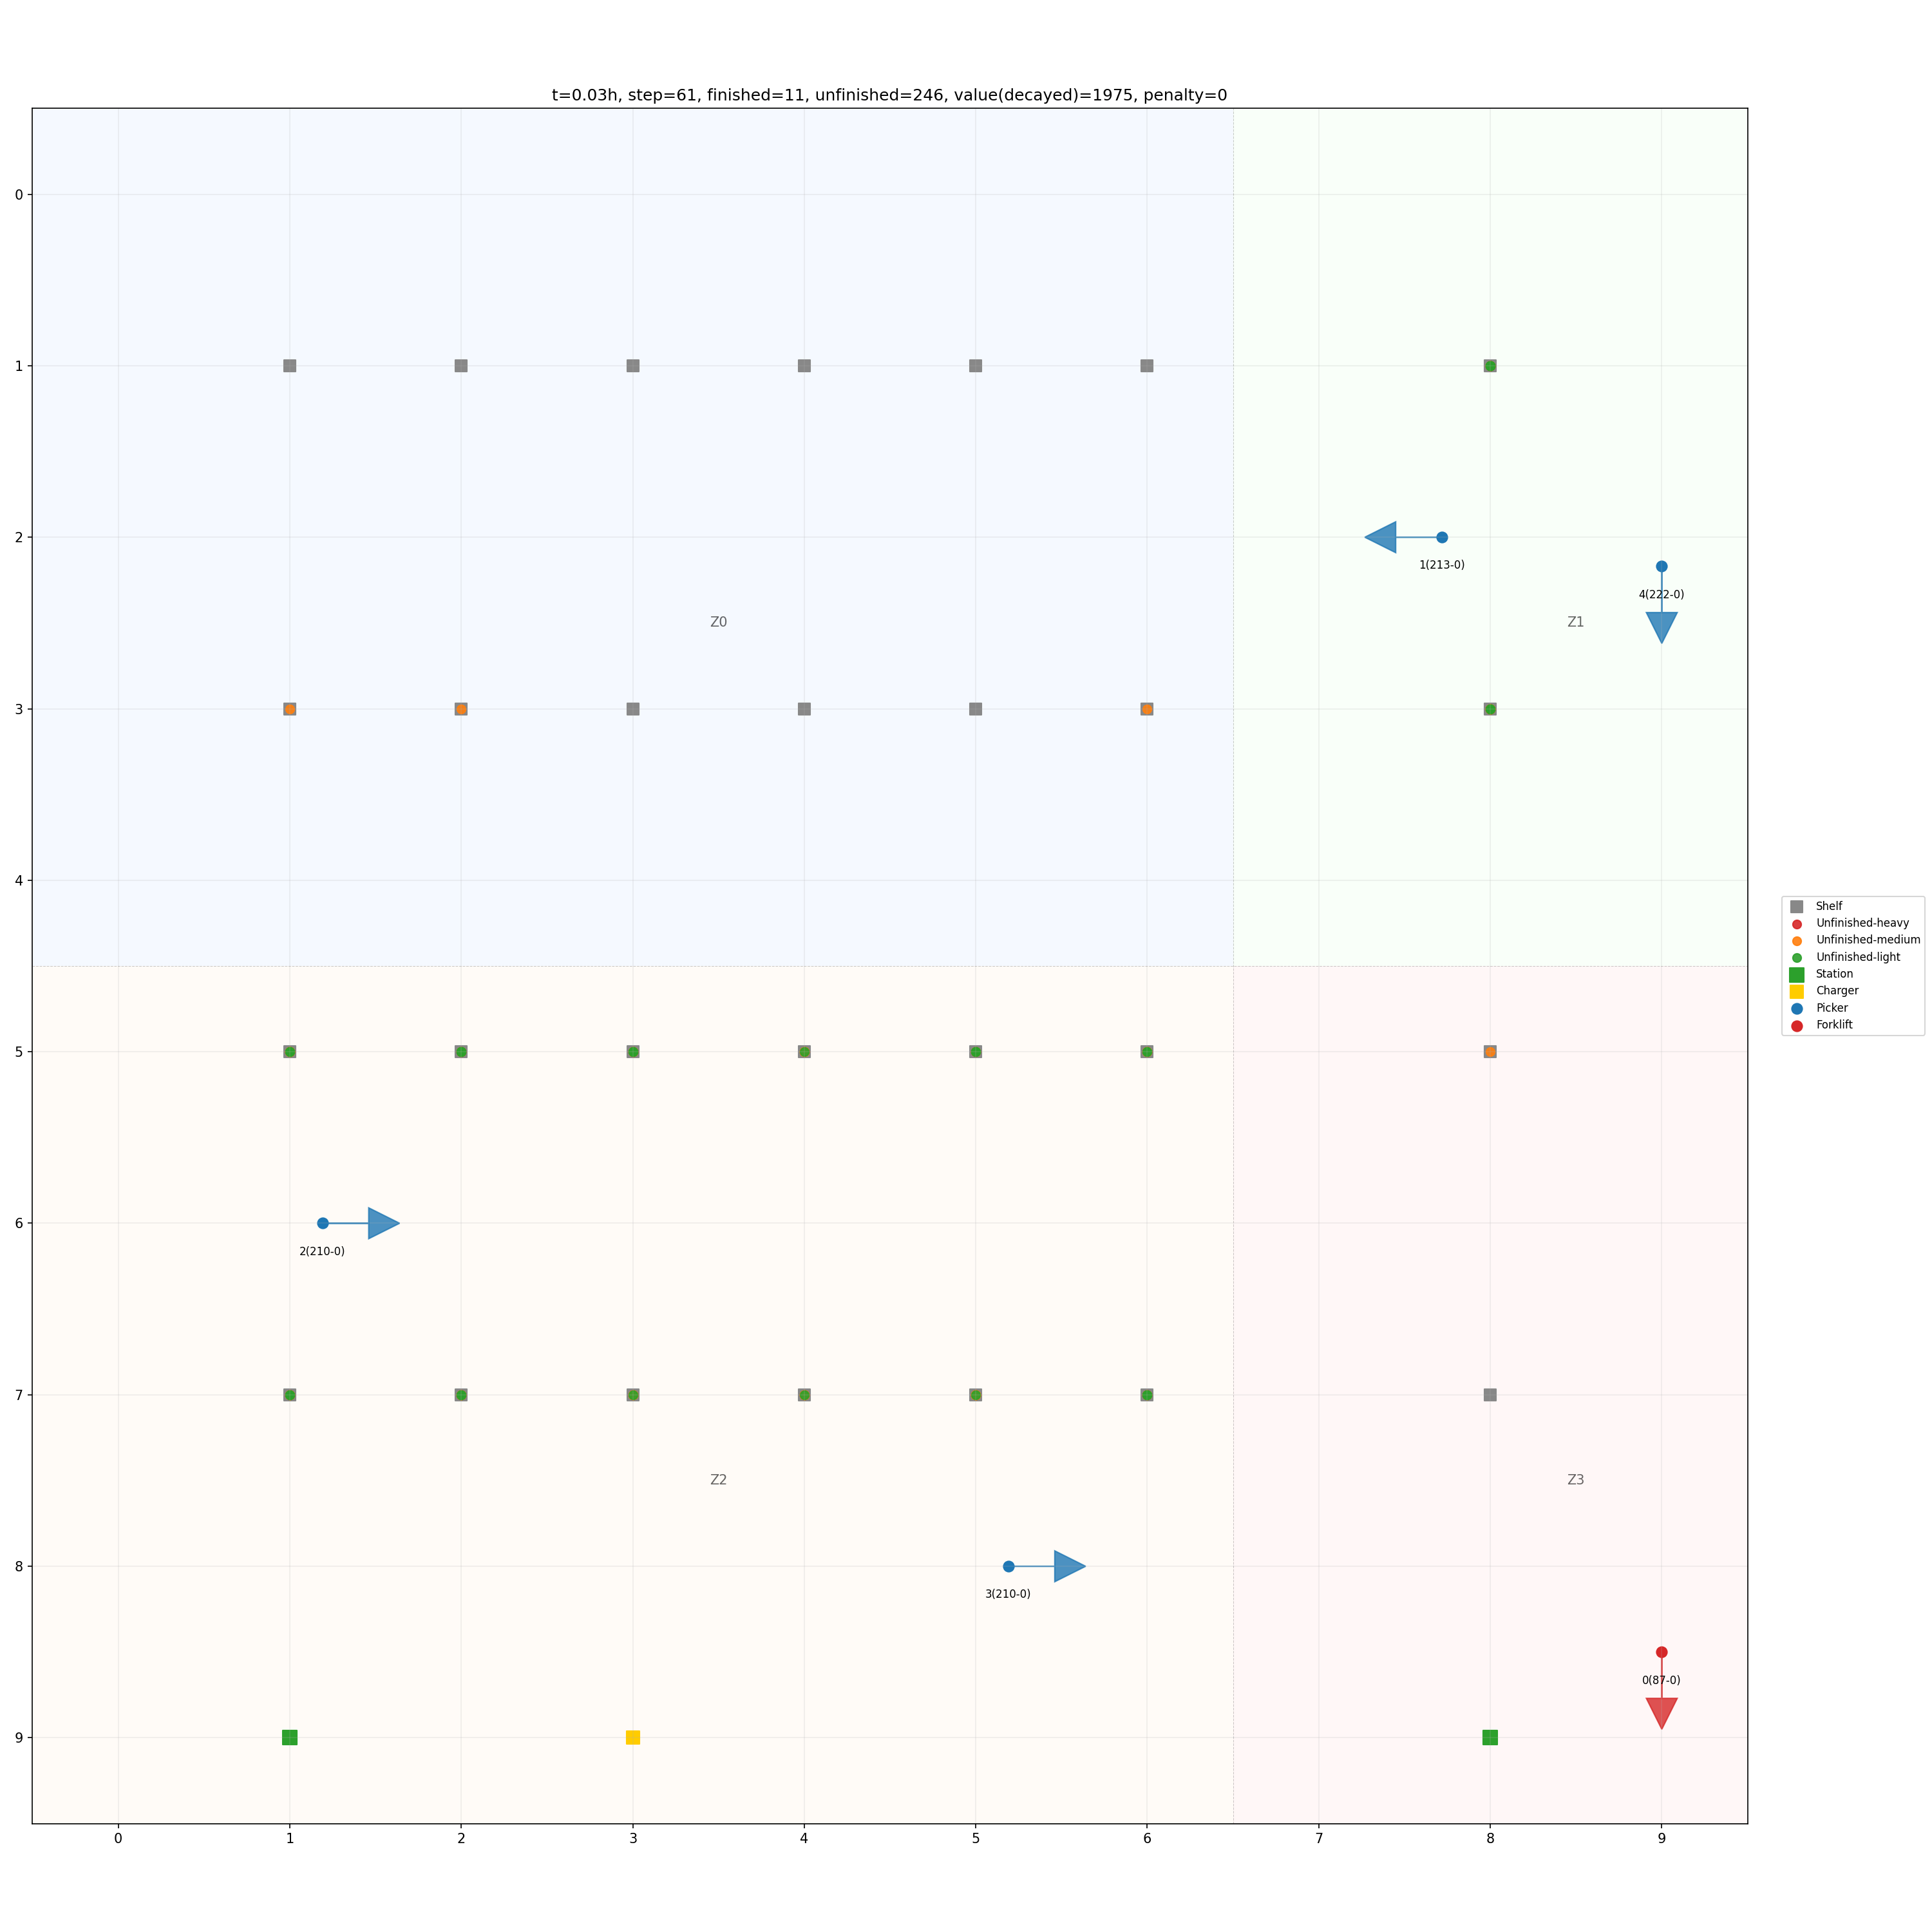 t=0.03h, step=61, finished=11, unfinished=246, value(decayed)=1975, penalty=0
0
1
2
1(213-0)
4(222-0)
Z0
Z1
3
4
Shelf
Unfinished-heavy
Unfinished-medium
Unfinished-light
Station
Charger
Picker
Forklift
5
6
2(210-0)
7
Z2
Z3
8
3(210-0)
0(87-0)
9
0 1 2 3 4 5 6 7 8 9